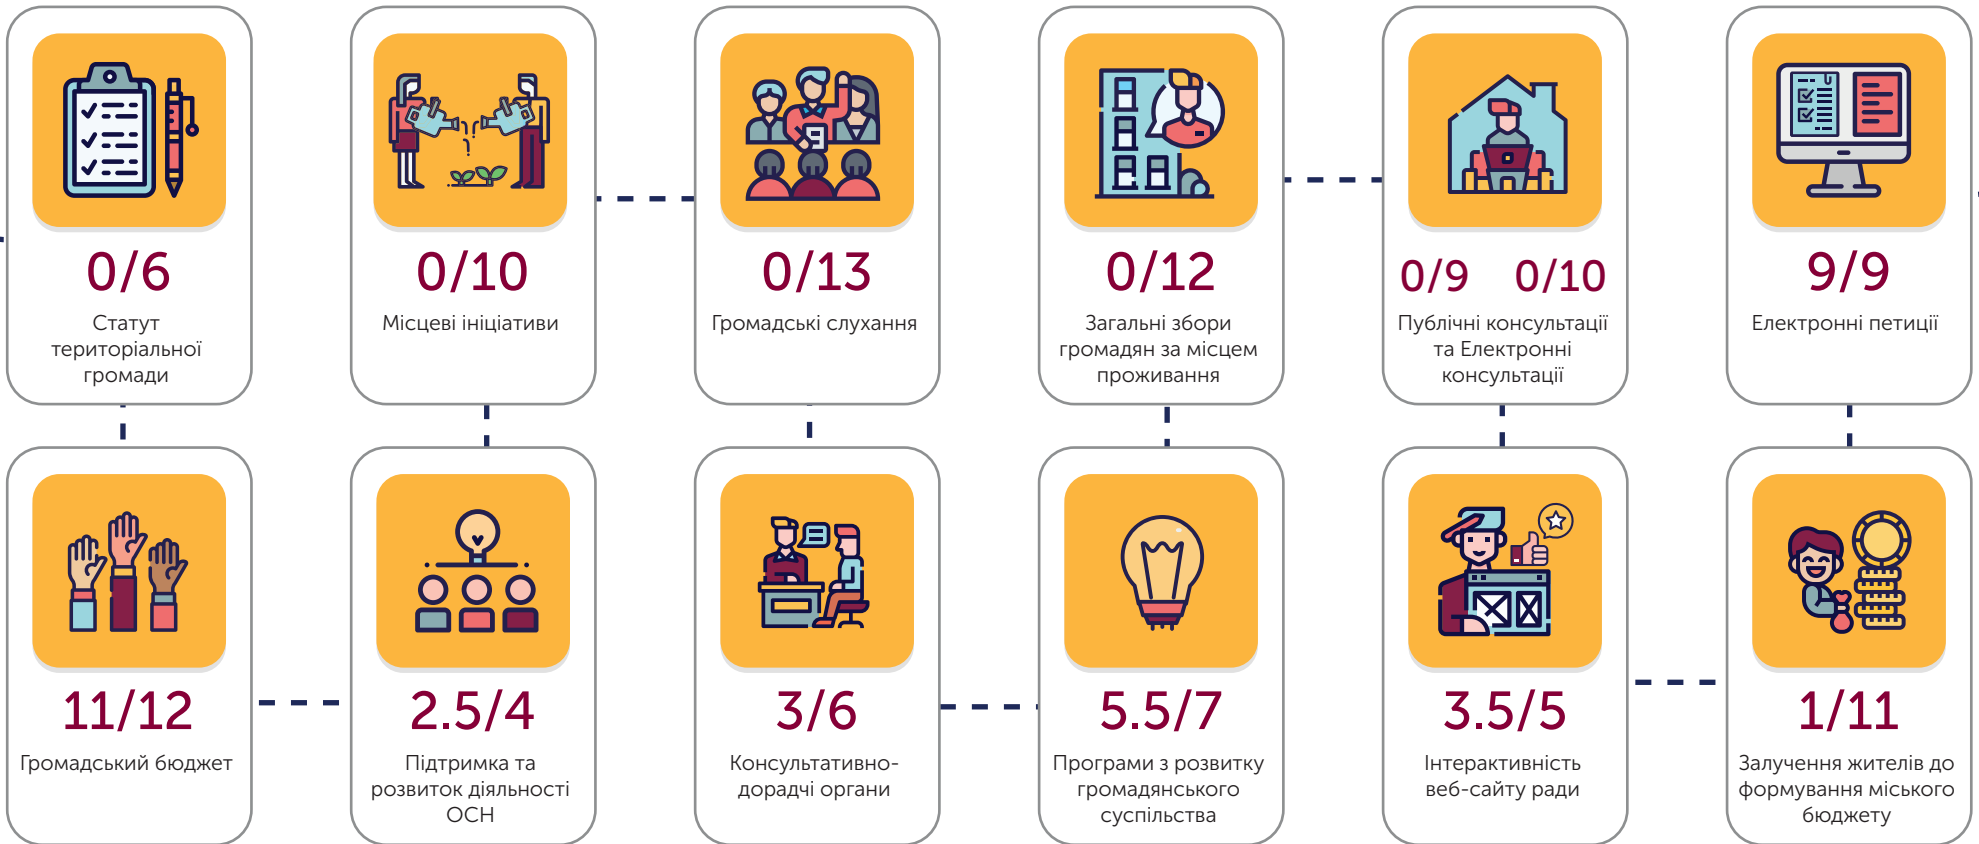 0/6
Статут
територіальної
громади
0/10
Місцеві ініціативи
0/13
Громадські слухання
0/12
Загальні збори
громадян за місцем
проживання
0/9 0/10
Публічні консультації
та Електронні
консультації
9/9
Електронні петиції
11/12
Громадський бюджет
2.5/4
Підтримка та
розвиток діяльності
ОСН
3/6
Консультативно-
дорадчі органи
5.5/7
Програми з розвитку
громадянського
суспільства
3.5/5
Інтерактивність
веб-сайту ради
1/11
Залучення жителів до
формування міського
бюджету